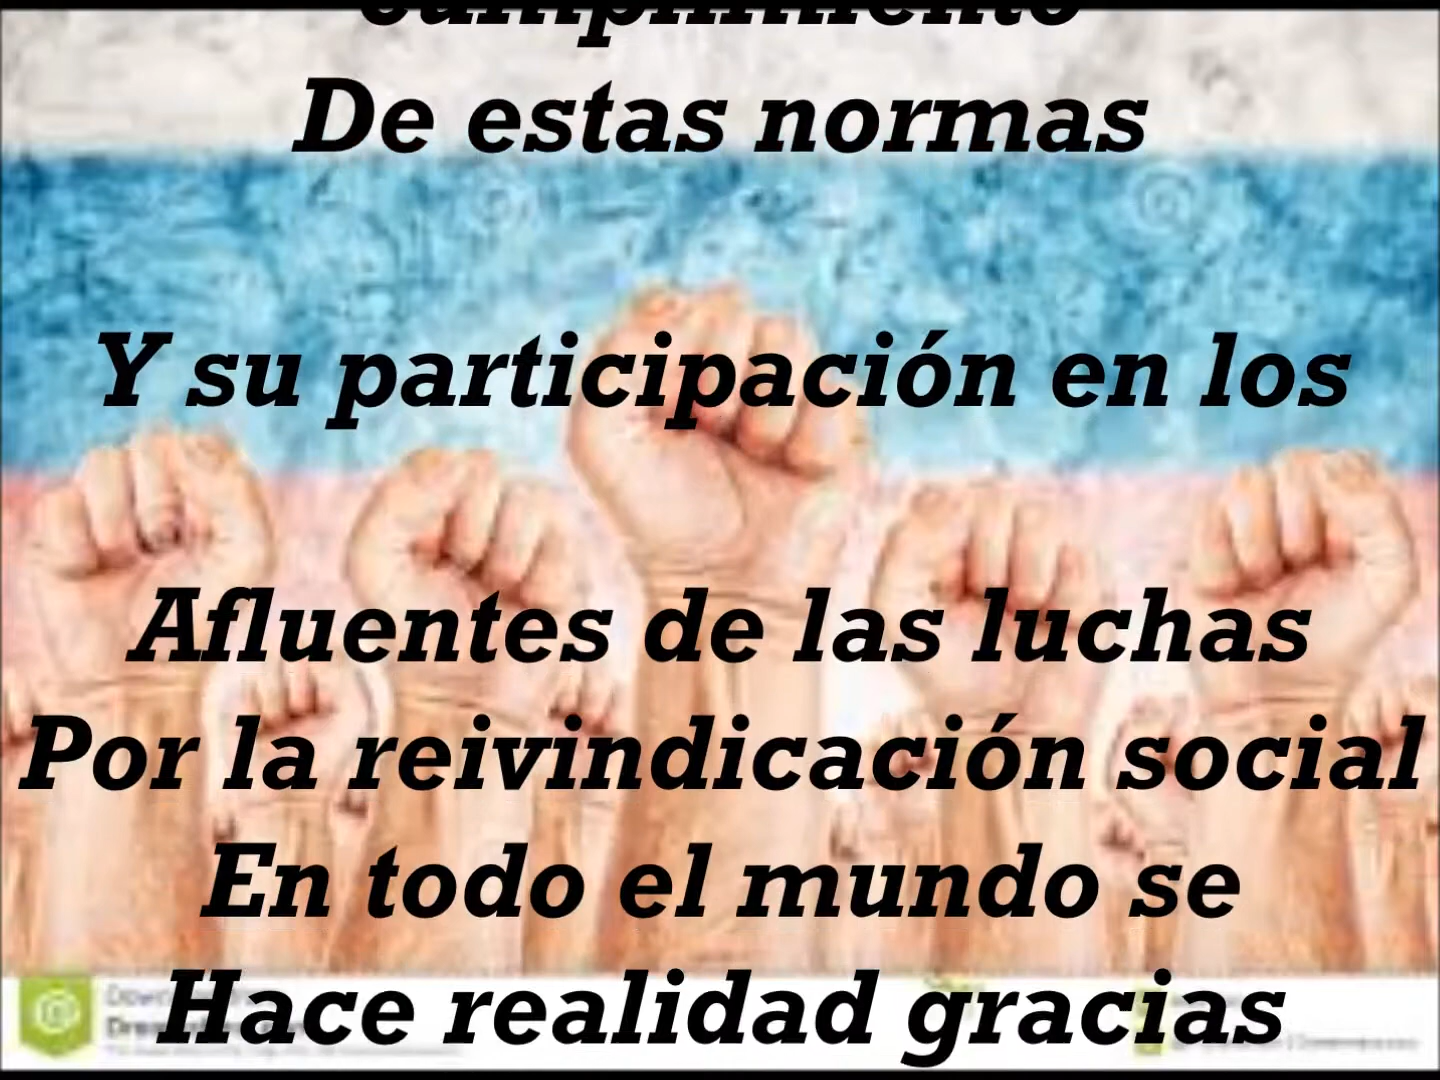 cumplimiento
De estas normas
Y su participación en los
Afluentes de las luchas
Por la reivindicación social
En todo el mundo se
Hace realidad gracias